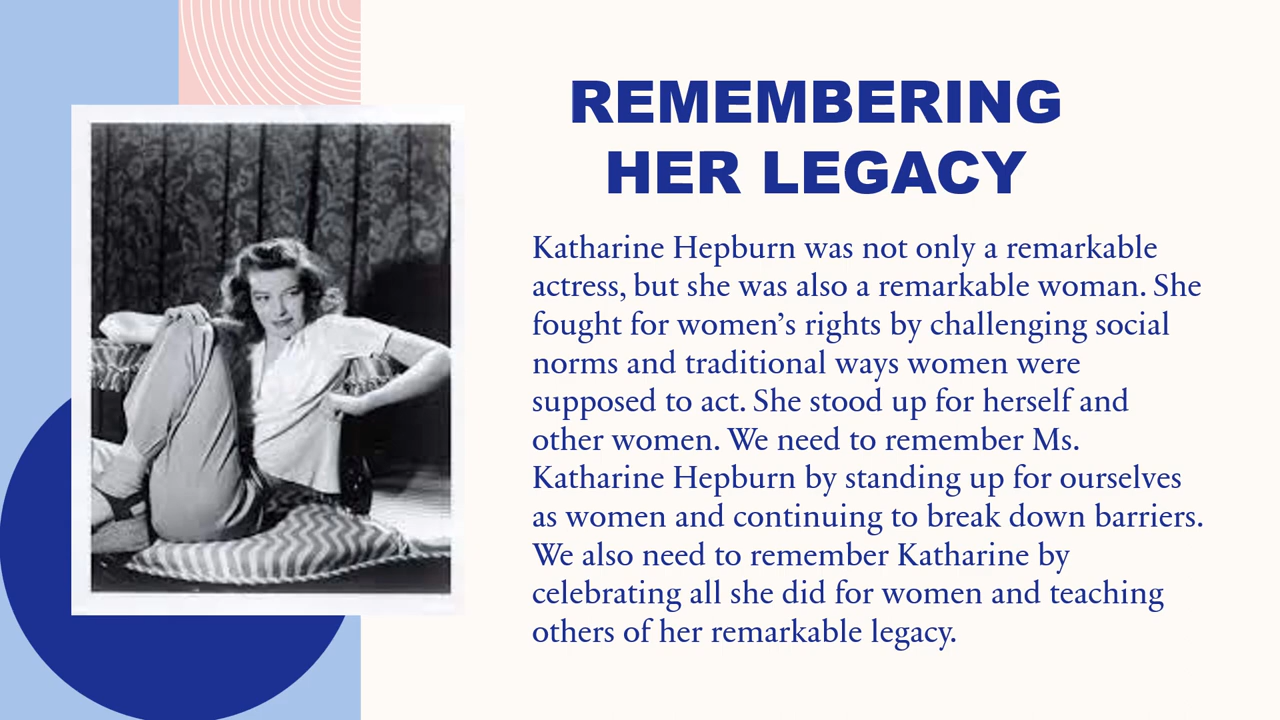 REMEMBERING
HER LEGACY
Katharine Hepburn was not only a remarkable
actress, but she was also a remarkable woman. She
fought for women’s rights by challenging social
norms and traditional ways women were
supposed to act. She stood up for herself and
other women. We need to remember Ms.
Katharine Hepburn by standing up for ourselves
as women and continuing to break down barriers.
We also need to remember Katharine by
celebrating all she did for women and teaching
others of her remarkable legacy.